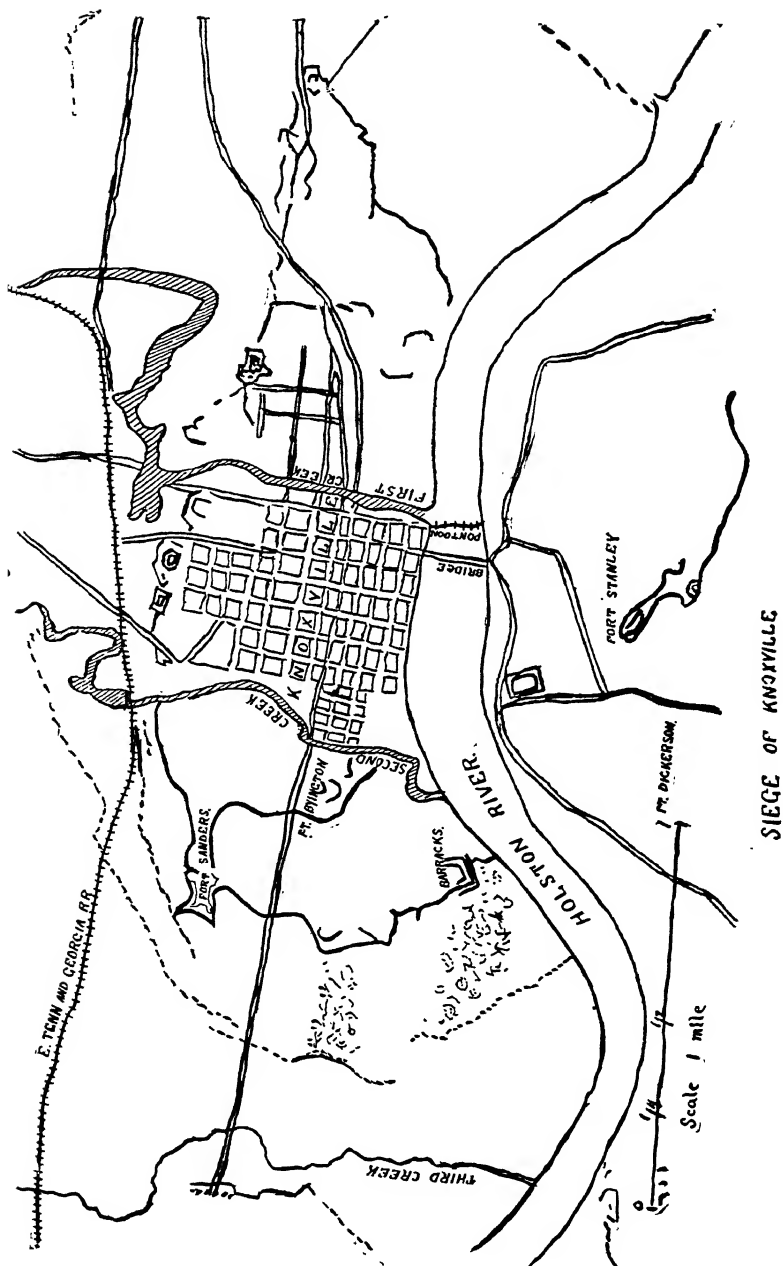 E. TENN AND GEORGIA R.R.
FORT SANDERS.
FT. BYINGTON
SECOND
CREEK
KNOXVILLE
FIRST
CREEK
PONTOON
BRIDGE
BARRACKS.
HOLSTON RIVER.
THIRD CREEK
FORT STANLEY
FT. DICKERSON.
0 1/4 1/2 1
Scale 1 mile
SIEGE OF KNOXVILLE